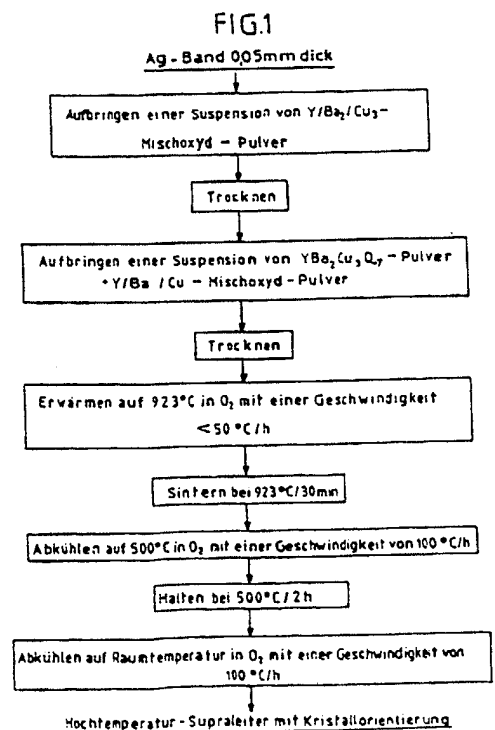 FIG.1
Ag-Band 0,05mm dick
Aufbringen einer Suspension von Y/Ba₂/Cu₃-
Mischoxyd - Pulver
Trocknen
Aufbringen einer Suspension von YBa₂Cu₃O₋₇ - Pulver
+Y/Ba /Cu - Mischoxyd-Pulver
Trocknen
Erwärmen auf 923°C in O₂ mit einer Geschwindigkeit
<50 °C/h
Sintern bei 923°C/30min
Abkühlen auf 500°C in O₂ mit einer Geschwindigkeit von 100 °C/h
Halten bei 500°C/2h
Abkühlen auf Raumtemperatur in O₂ mit einer Geschwindigkeit von
100 °C/h
Hochtemperatur-Supraleiter mit Kristallorientierung